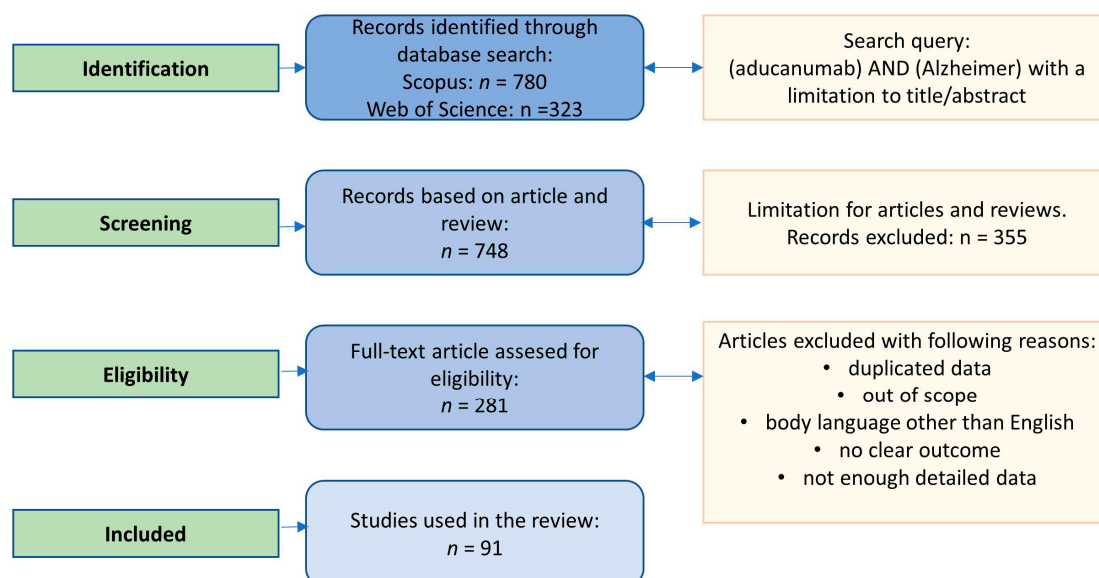 Identification
Records identified through
database search:
Scopus: n = 780
Web of Science: n =323
Search query:
(aducanumab) AND (Alzheimer) with a
limitation to title/abstract
Screening
Records based on article and
review:
n = 748
Limitation for articles and reviews.
Records excluded: n = 355
Eligibility
Full-text article assesed for
eligibility:
n = 281
Articles excluded with following reasons:
• duplicated data
• out of scope
• body language other than English
• no clear outcome
• not enough detailed data
Included
Studies used in the review:
n = 91